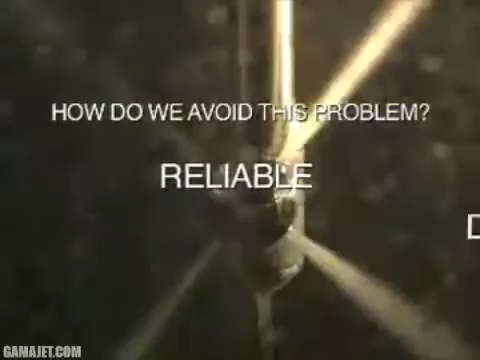 HOW DO WE AVOID THIS PROBLEM?
RELIABLE
D
GAMAJET.COM